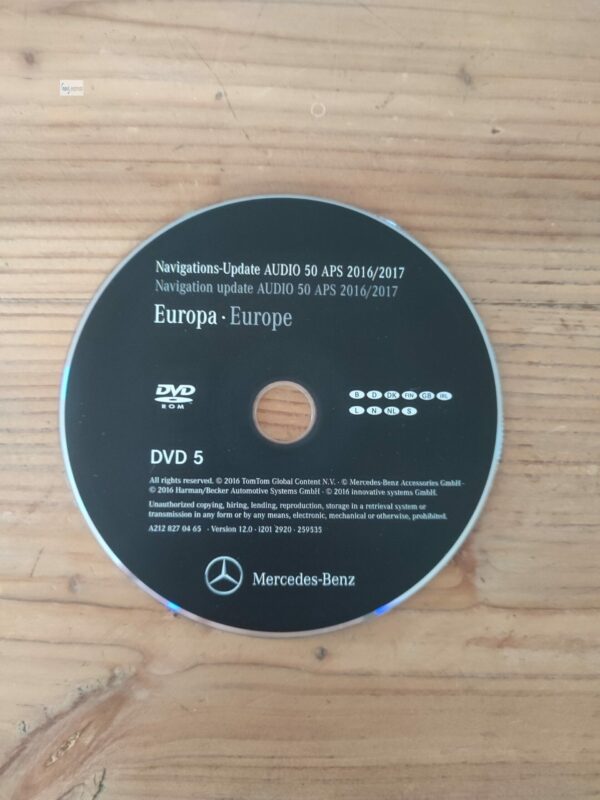 Navigations-Update AUDIO 50 APS 2016/2017
Navigation update AUDIO 50 APS 2016/2017
Europa · Europe
DVD
ROM
B D DK FIN GB IRL
L N NL S
DVD 5
All rights reserved. © 2016 TomTom Global Content N.V. · © Mercedes-Benz Accessories GmbH ·
© 2016 Harman/Becker Automotive Systems GmbH · © 2016 innovative systems GmbH.
Unauthorized copying, hiring, lending, reproduction, storage in a retrieval system or
transmission in any form or by any means, electronic, mechanical or otherwise, prohibited.
A212 827 04 65 · Version 12.0 · i201 2920 · 259535
Mercedes-Benz